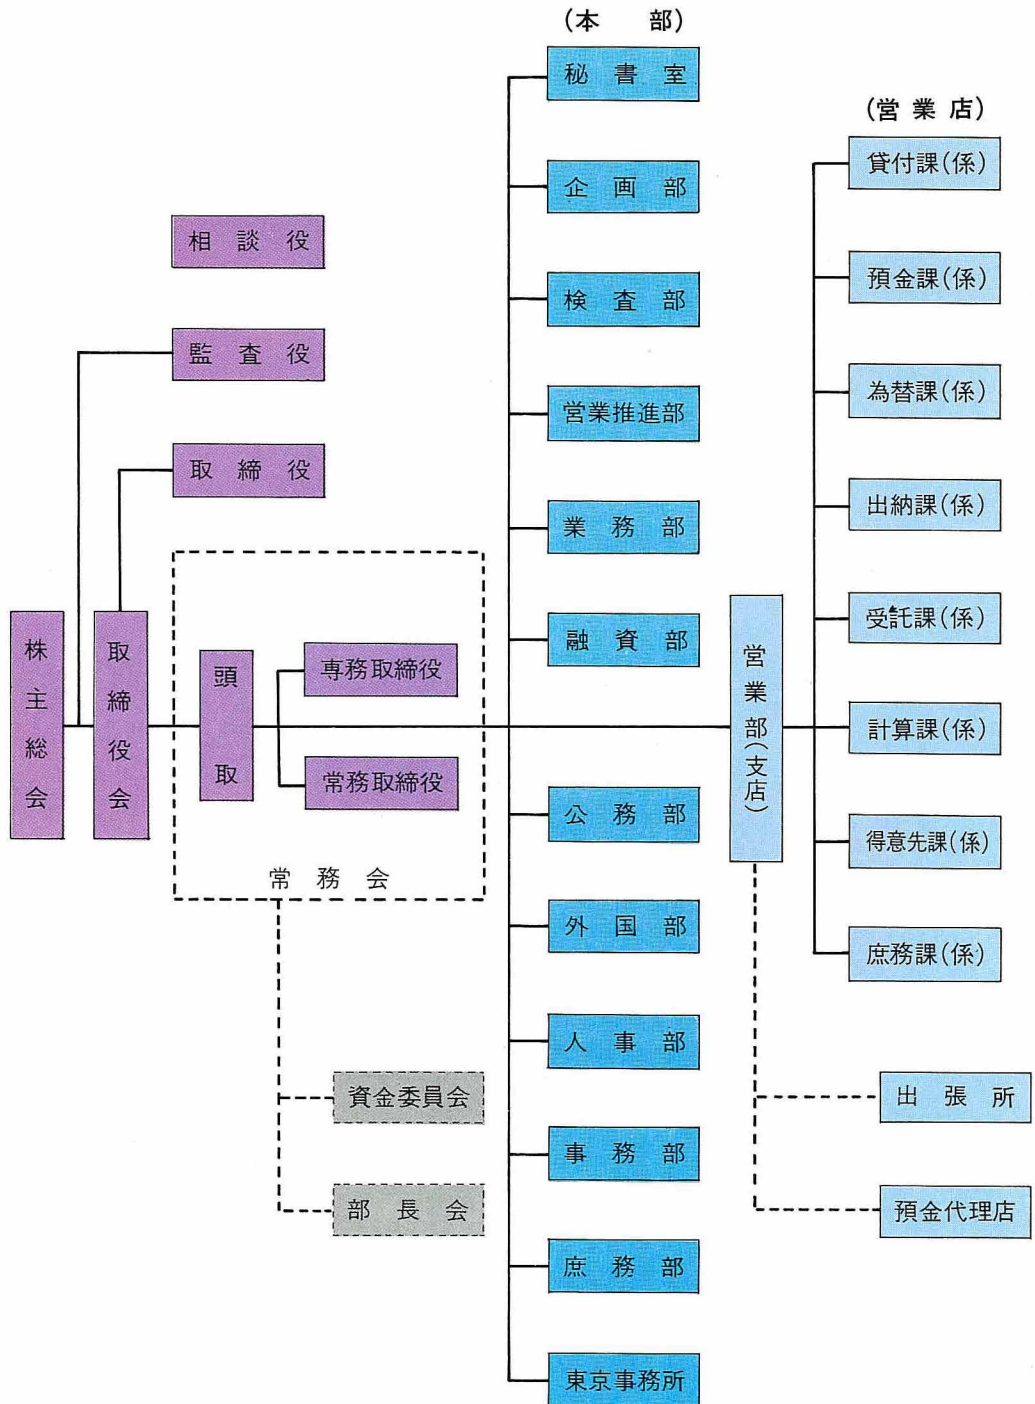 (本 部)
秘書室
企画部
検査部
営業推進部
業務部
融資部
公務部
外国部
人事部
事務部
庶務部
東京事務所
(営業店)
貸付課(係)
預金課(係)
為替課(係)
出納課(係)
受託課(係)
計算課(係)
得意先課(係)
庶務課(係)
営業部(支店)
出張所
預金代理店
相談役
監査役
取締役
株主総会
取締役会
頭取
専務取締役
常務取締役
常務会
資金委員会
部長会